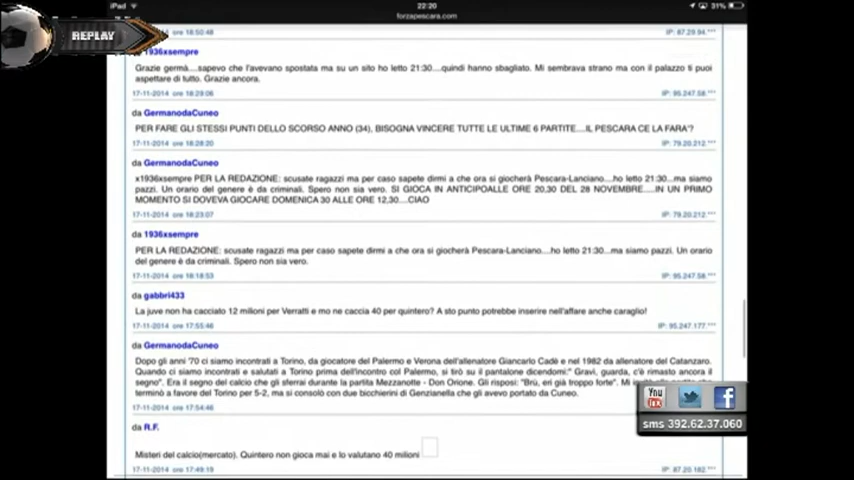 iPad
22:20
31%
forzapescara.com
REPLAY
ore 18:50:48
IP: 87.29.94.***
1936xsempre
Grazie germà....sapevo che l'avevano spostata ma su un sito ho letto 21:30....quindi hanno sbagliato. Mi sembrava strano ma con il palazzo ti puoi
aspettare di tutto. Grazie ancora.
17-11-2014 ore 18:29:06
IP: 95.247.58.***
da GermanodaCuneo
PER FARE GLI STESSI PUNTI DELLO SCORSO ANNO (34), BISOGNA VINCERE TUTTE LE ULTIME 6 PARTITE....IL PESCARA CE LA FARA'?
17-11-2014 ore 18:28:20
IP: 79.20.212.***
da GermanodaCuneo
x1936xsempre PER LA REDAZIONE: scusate ragazzi ma per caso sapete dirmi a che ora si giocherà Pescara-Lanciano....ho letto 21:30...ma siamo
pazzi. Un orario del genere è da criminali. Spero non sia vero. SI GIOCA IN ANTICIPOALLE ORE 20,30 DEL 28 NOVEMBRE.....IN UN PRIMO
MOMENTO SI DOVEVA GIOCARE DOMENICA 30 ALLE ORE 12,30....CIAO
17-11-2014 ore 18:23:07
IP: 79.20.212.***
da 1936xsempre
PER LA REDAZIONE: scusate ragazzi ma per caso sapete dirmi a che ora si giocherà Pescara-Lanciano....ho letto 21:30...ma siamo pazzi. Un orario
del genere è da criminali. Spero non sia vero.
17-11-2014 ore 18:18:53
IP: 95.247.58.***
da gabbri433
La juve non ha cacciato 12 milioni per Verratti e mo ne caccia 40 per quintero? A sto punto potrebbe inserire nell'affare anche caraglio!
17-11-2014 ore 17:55:46
IP: 95.247.177.***
da GermanodaCuneo
Dopo gli anni '70 ci siamo incontrati a Torino, da giocatore del Palermo e Verona dell'allenatore Giancarlo Cadè e nel 1982 da allenatore del Catanzaro.
Quando ci siamo incontrati e salutati a Torino prima dell'incontro col Palermo, si tirò su il pantalone dicendomi:" Gravi, guarda, c'è rimasto ancora il
segno". Era il segno del calcio che gli sferrai durante la partita Mezzanotte - Don Orione. Gli risposi: "Brù, eri già troppo forte". Mi
terminò a favore del Torino per 5-2, ma si consolò con due bicchierini di Genzianella che gli avevo portato da Cuneo.
17-11-2014 ore 17:54:46
You
f
sms 392.62.37.060
da R.F.
Misteri del calcio(mercato). Quintero non gioca mai e lo valutano 40 milioni
17-11-2014 ore 17:49:19
IP: 87.20.182.***